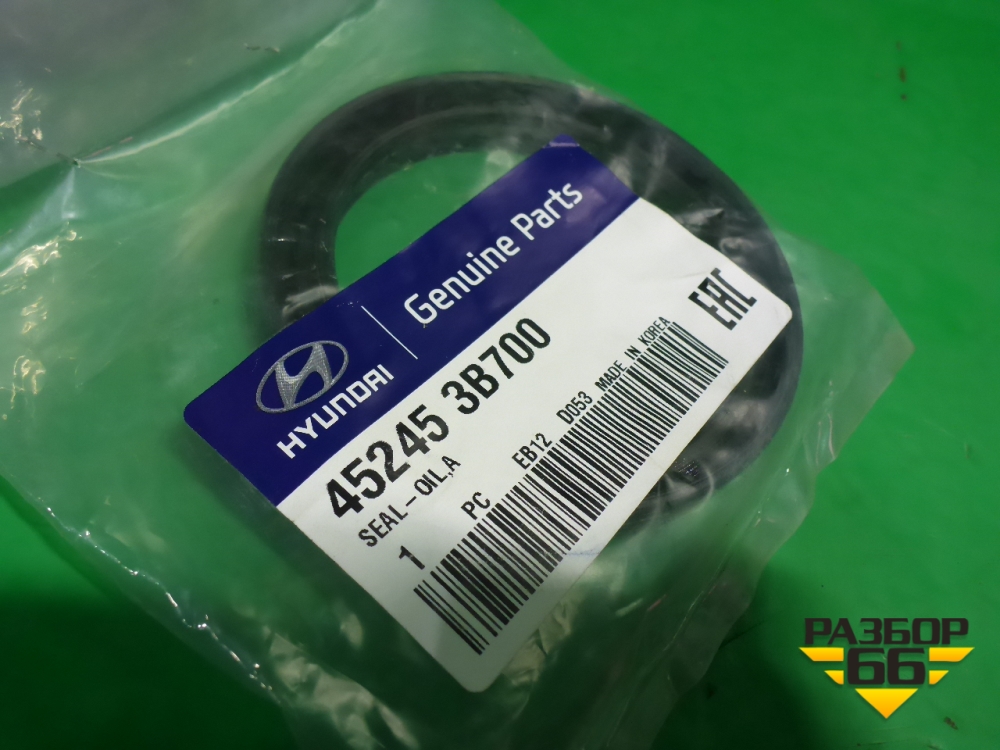 HYUNDAI
Genuine Parts
45245 3B700
SEAL-OIL,A
1 PC EB12 D053 MADE IN KOREA
EAC
РАЗБОР
66